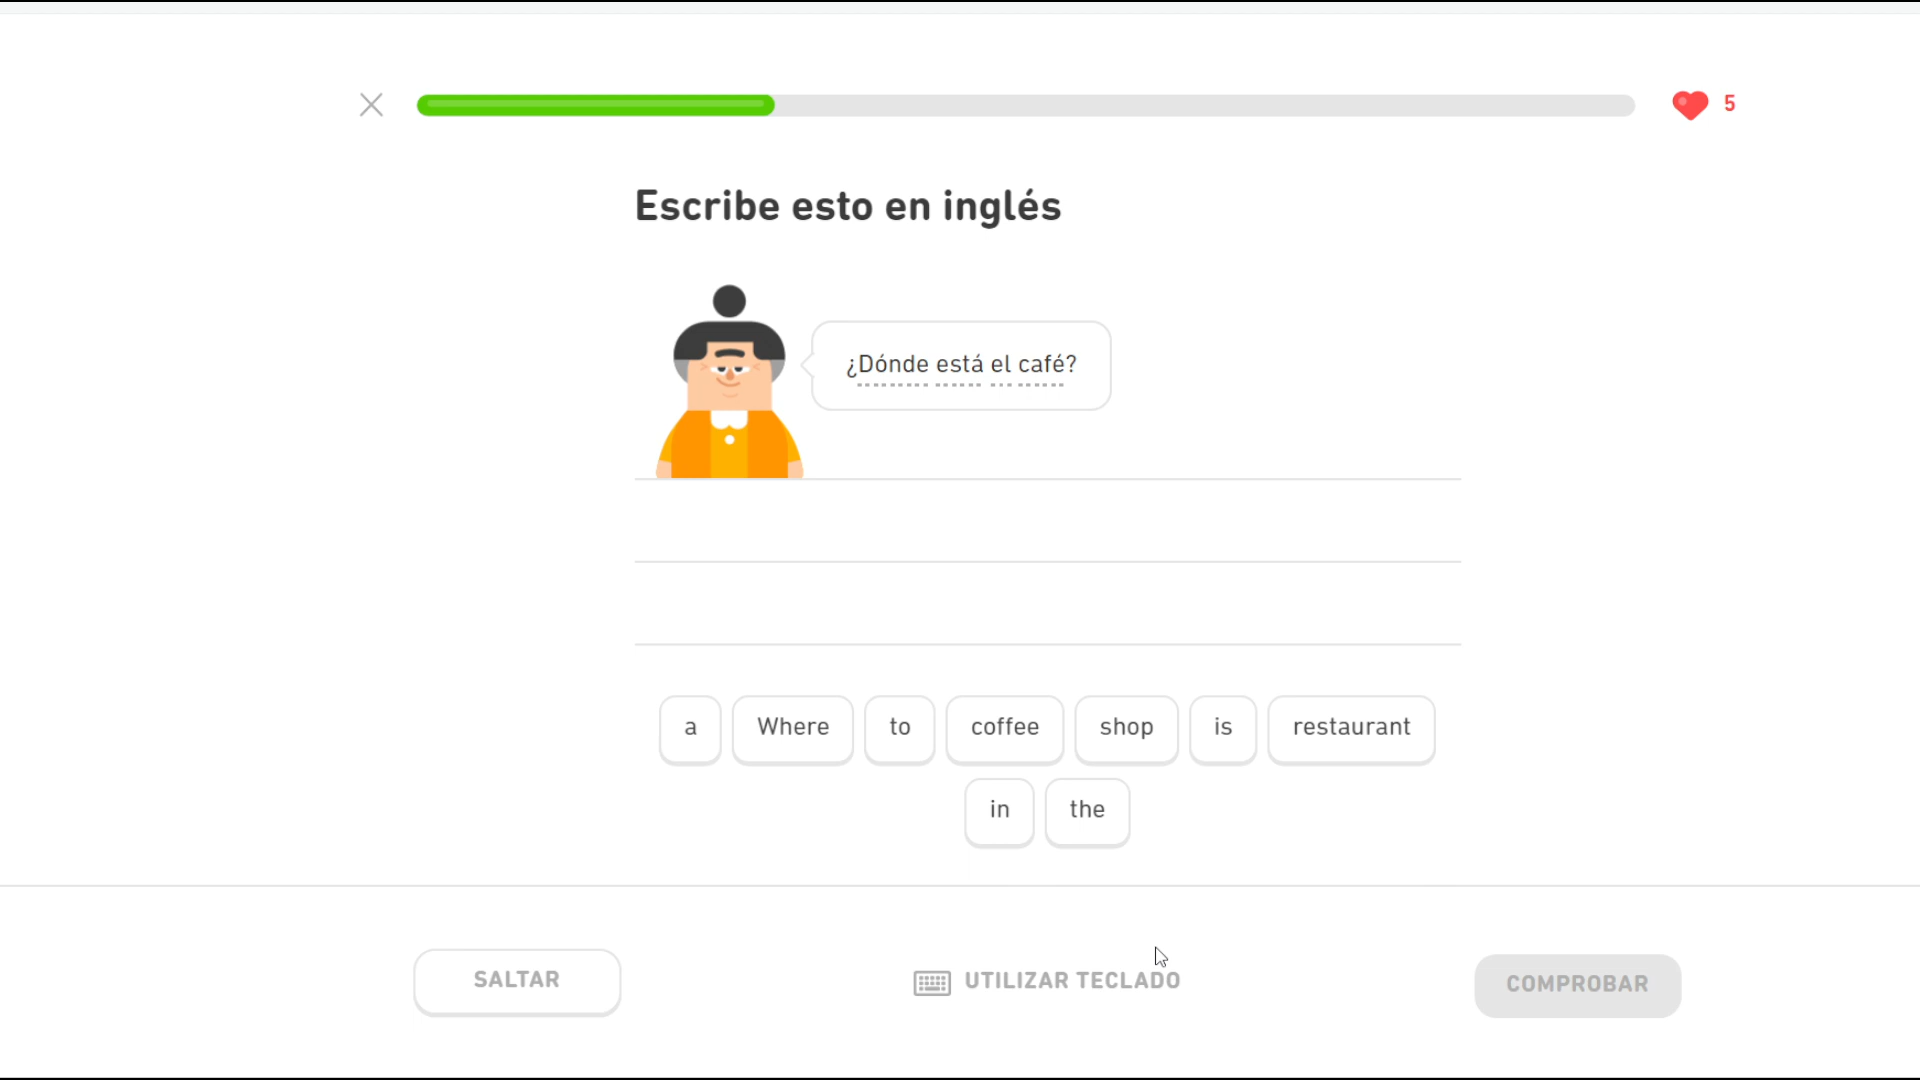 5
Escribe esto en inglés
¿Dónde está el café?
a Where to coffee shop is restaurant
in the
SALTAR UTILIZAR TECLADO COMPROBAR